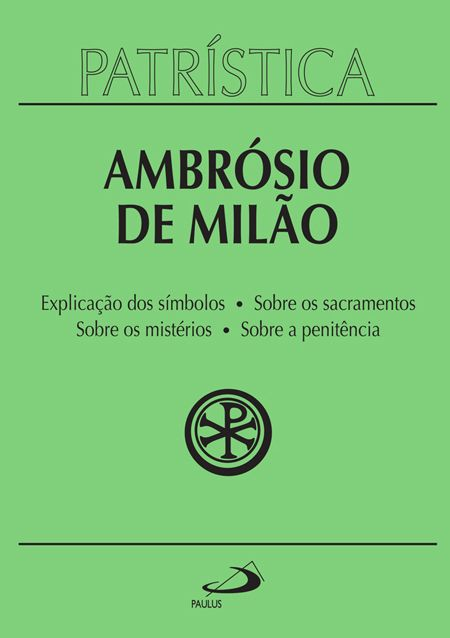 PATRÍSTICA
AMBRÓSIO
DE MILÃO
Explicação dos símbolos • Sobre os sacramentos
Sobre os mistérios • Sobre a penitência
PAULUS